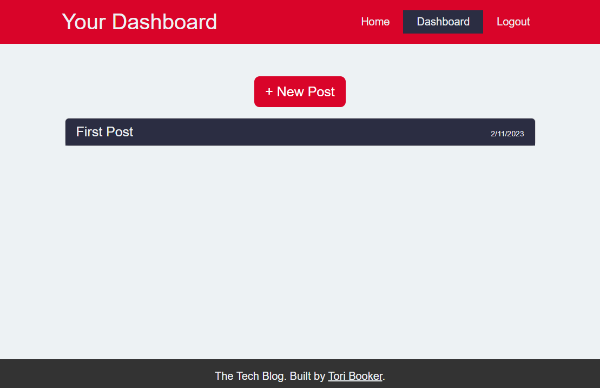 Your Dashboard
Home Dashboard Logout
+ New Post
First Post 2/11/2023
The Tech Blog. Built by Tori Booker.